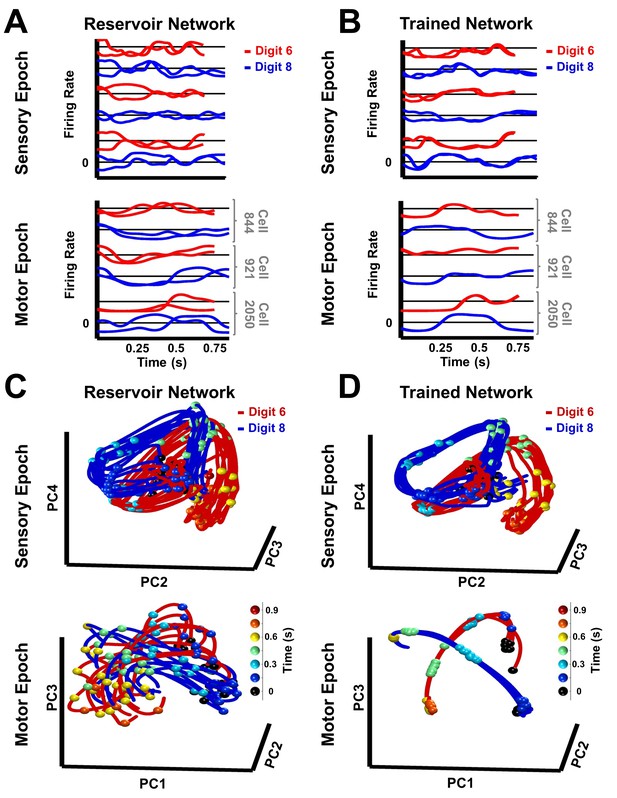 A
Reservoir Network
Sensory Epoch
Firing Rate
0
Digit 6
Digit 8
Motor Epoch
Firing Rate
0
Cell 844
Cell 921
Cell 2050
0.25 0.5 0.75
Time (s)
B
Trained Network
Sensory Epoch
Firing Rate
0
Digit 6
Digit 8
Motor Epoch
Firing Rate
0
Cell 844
Cell 921
Cell 2050
0.25 0.5 0.75
Time (s)
C
Reservoir Network
Digit 6
Digit 8
Sensory Epoch
PC4
PC3
PC2
Motor Epoch
PC3
PC2
PC1
0.9
0.6
0.3
0
Time (s)
D
Trained Network
Digit 6
Digit 8
Sensory Epoch
PC4
PC3
PC2
Motor Epoch
PC3
PC2
PC1
0.9
0.6
0.3
0
Time (s)